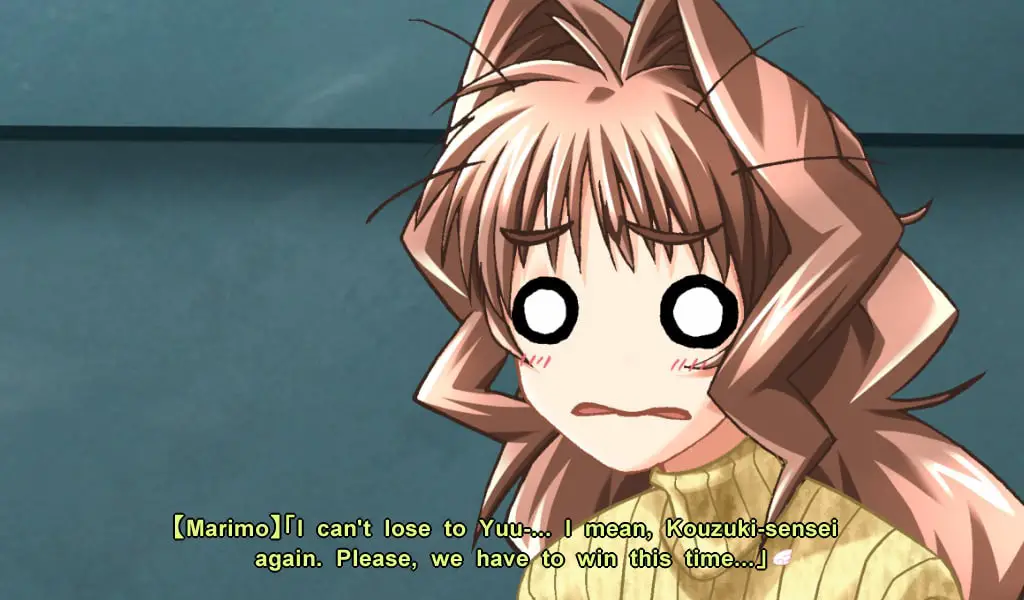 【Marimo】「I can't lose to Yuu-... I mean, Kouzuki-sensei
again. Please, we have to win this time...」